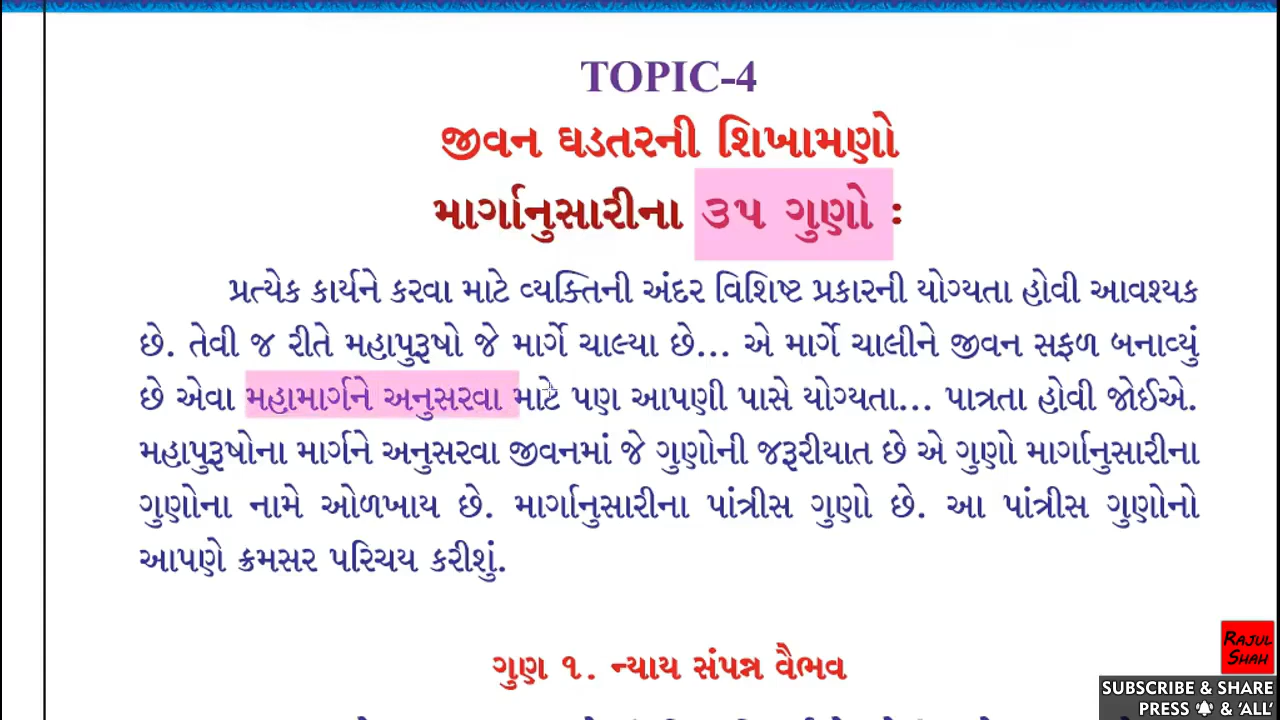 TOPIC-4
જીવન ઘડતરની શિખામણો
માર્ગાનુસારીના ૩૫ ગુણો :
પ્રત્યેક કાર્યને કરવા માટે વ્યક્તિની અંદર વિશિષ્ટ પ્રકારની યોગ્યતા હોવી આવશ્યક
છે. તેવી જ રીતે મહાપુરૂષો જે માર્ગે ચાલ્યા છે... એ માર્ગે ચાલીને જીવન સફળ બનાવ્યું
છે એવા મહામાર્ગને અનુસરવા માટે પણ આપણી પાસે યોગ્યતા... પાત્રતા હોવી જોઈએ.
મહાપુરૂષોના માર્ગને અનુસરવા જીવનમાં જે ગુણોની જરૂરીયાત છે એ ગુણો માર્ગાનુસારીના
ગુણોના નામે ઓળખાય છે. માર્ગાનુસારીના પાંત્રીસ ગુણો છે. આ પાંત્રીસ ગુણોનો
આપણે ક્રમસર પરિચય કરીશું.
ગુણ ૧. ન્યાય સંપન્ન વૈભવ
RAJUL
SHAH
SUBSCRIBE & SHARE
PRESS & 'ALL'